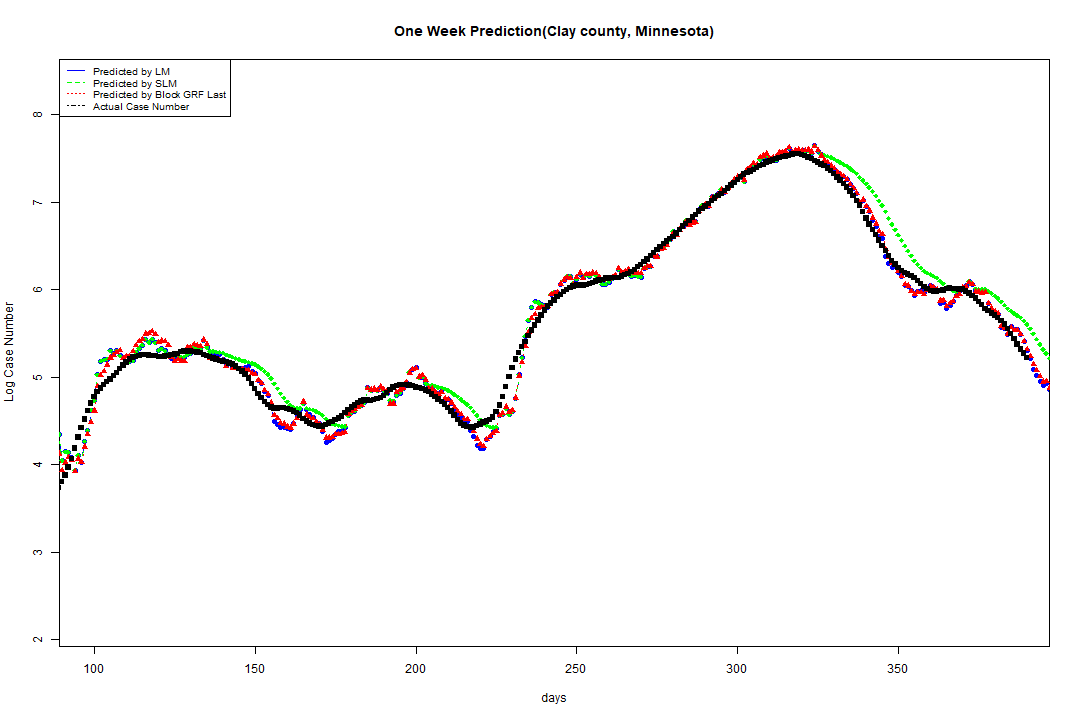 One Week Prediction(Clay county, Minnesota)
Predicted by LM
Predicted by SLM
Predicted by Block GRF Last
Actual Case Number
8
7
6
5
4
3
2
Log Case Number
100 150 200 250 300 350
days